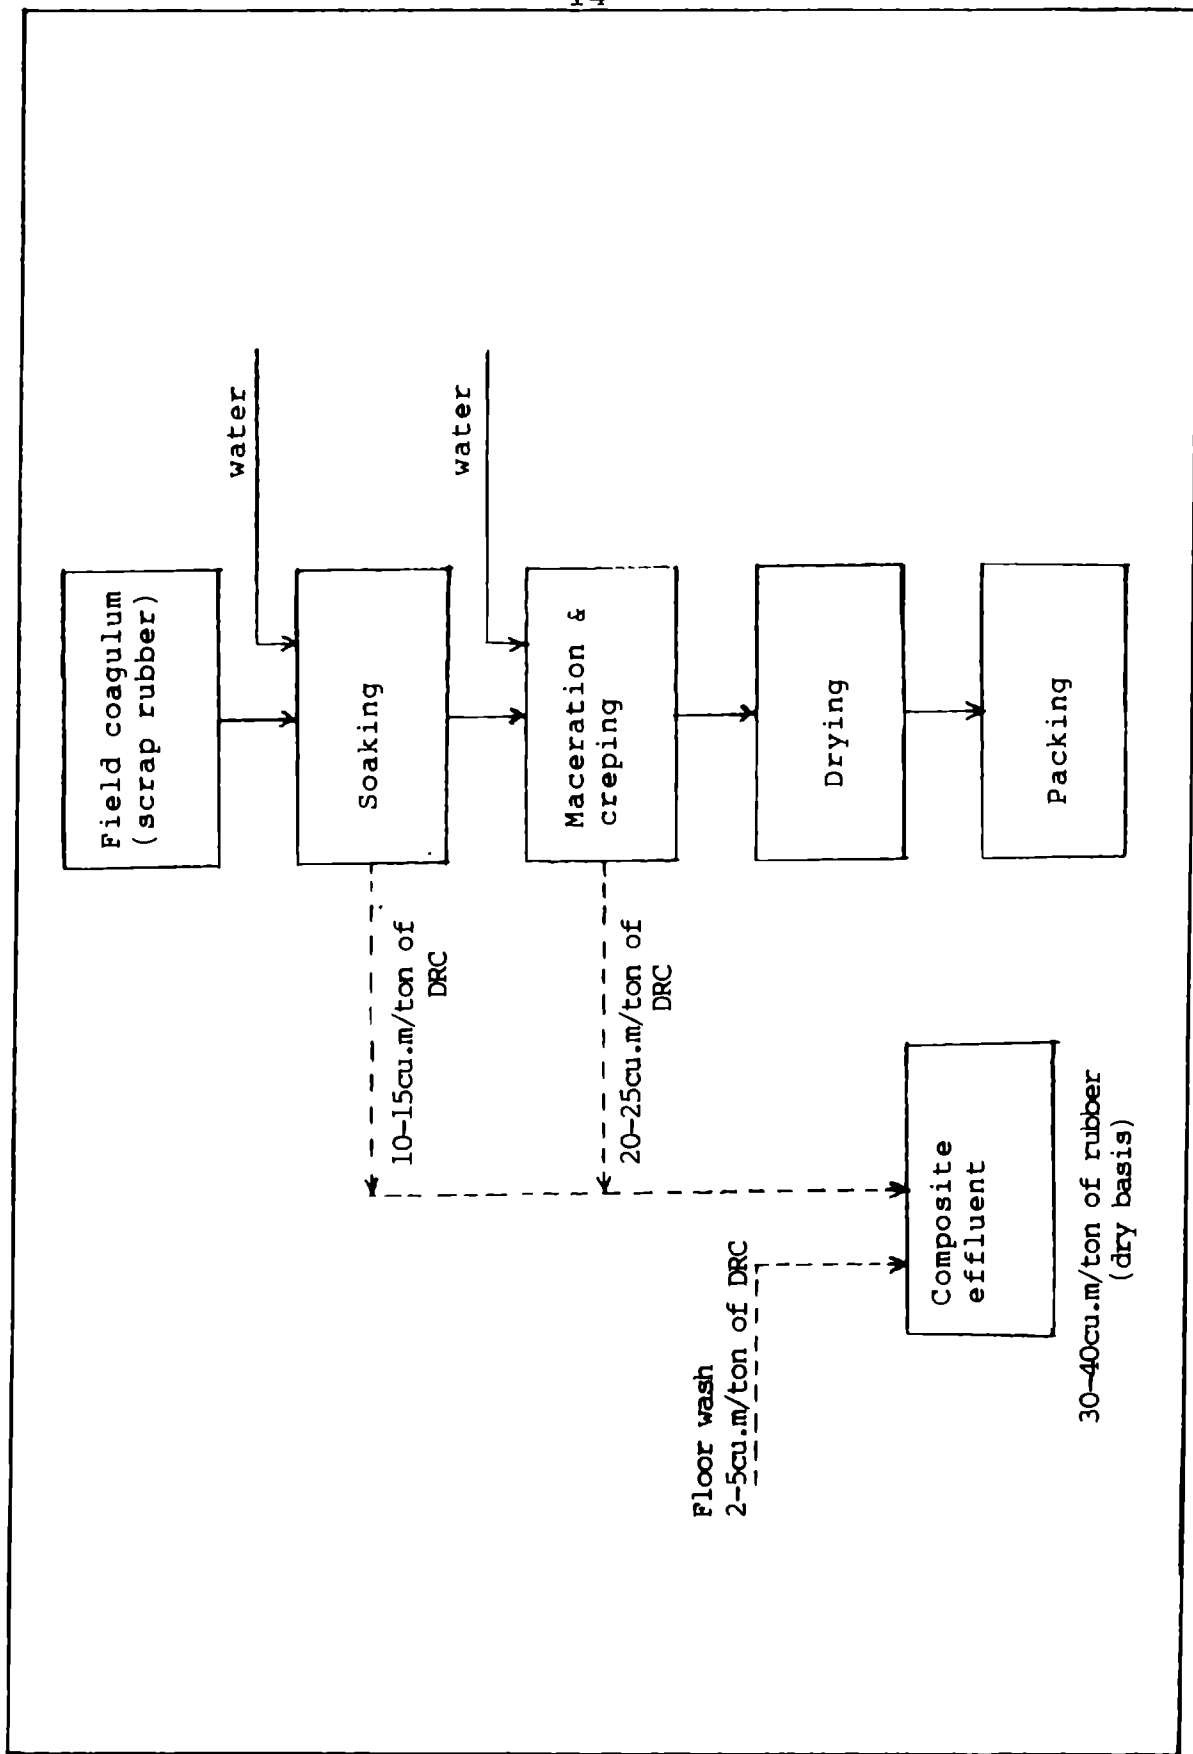 14
Field coagulum
(scrap rubber)
water
Soaking
10-15cu.m/ton of
DRC
water
Maceration &
creping
20-25cu.m/ton of
DRC
Drying
Packing
Floor wash
2-5cu.m/ton of DRC
Composite
effluent
30-40cu.m/ton of rubber
(dry basis)